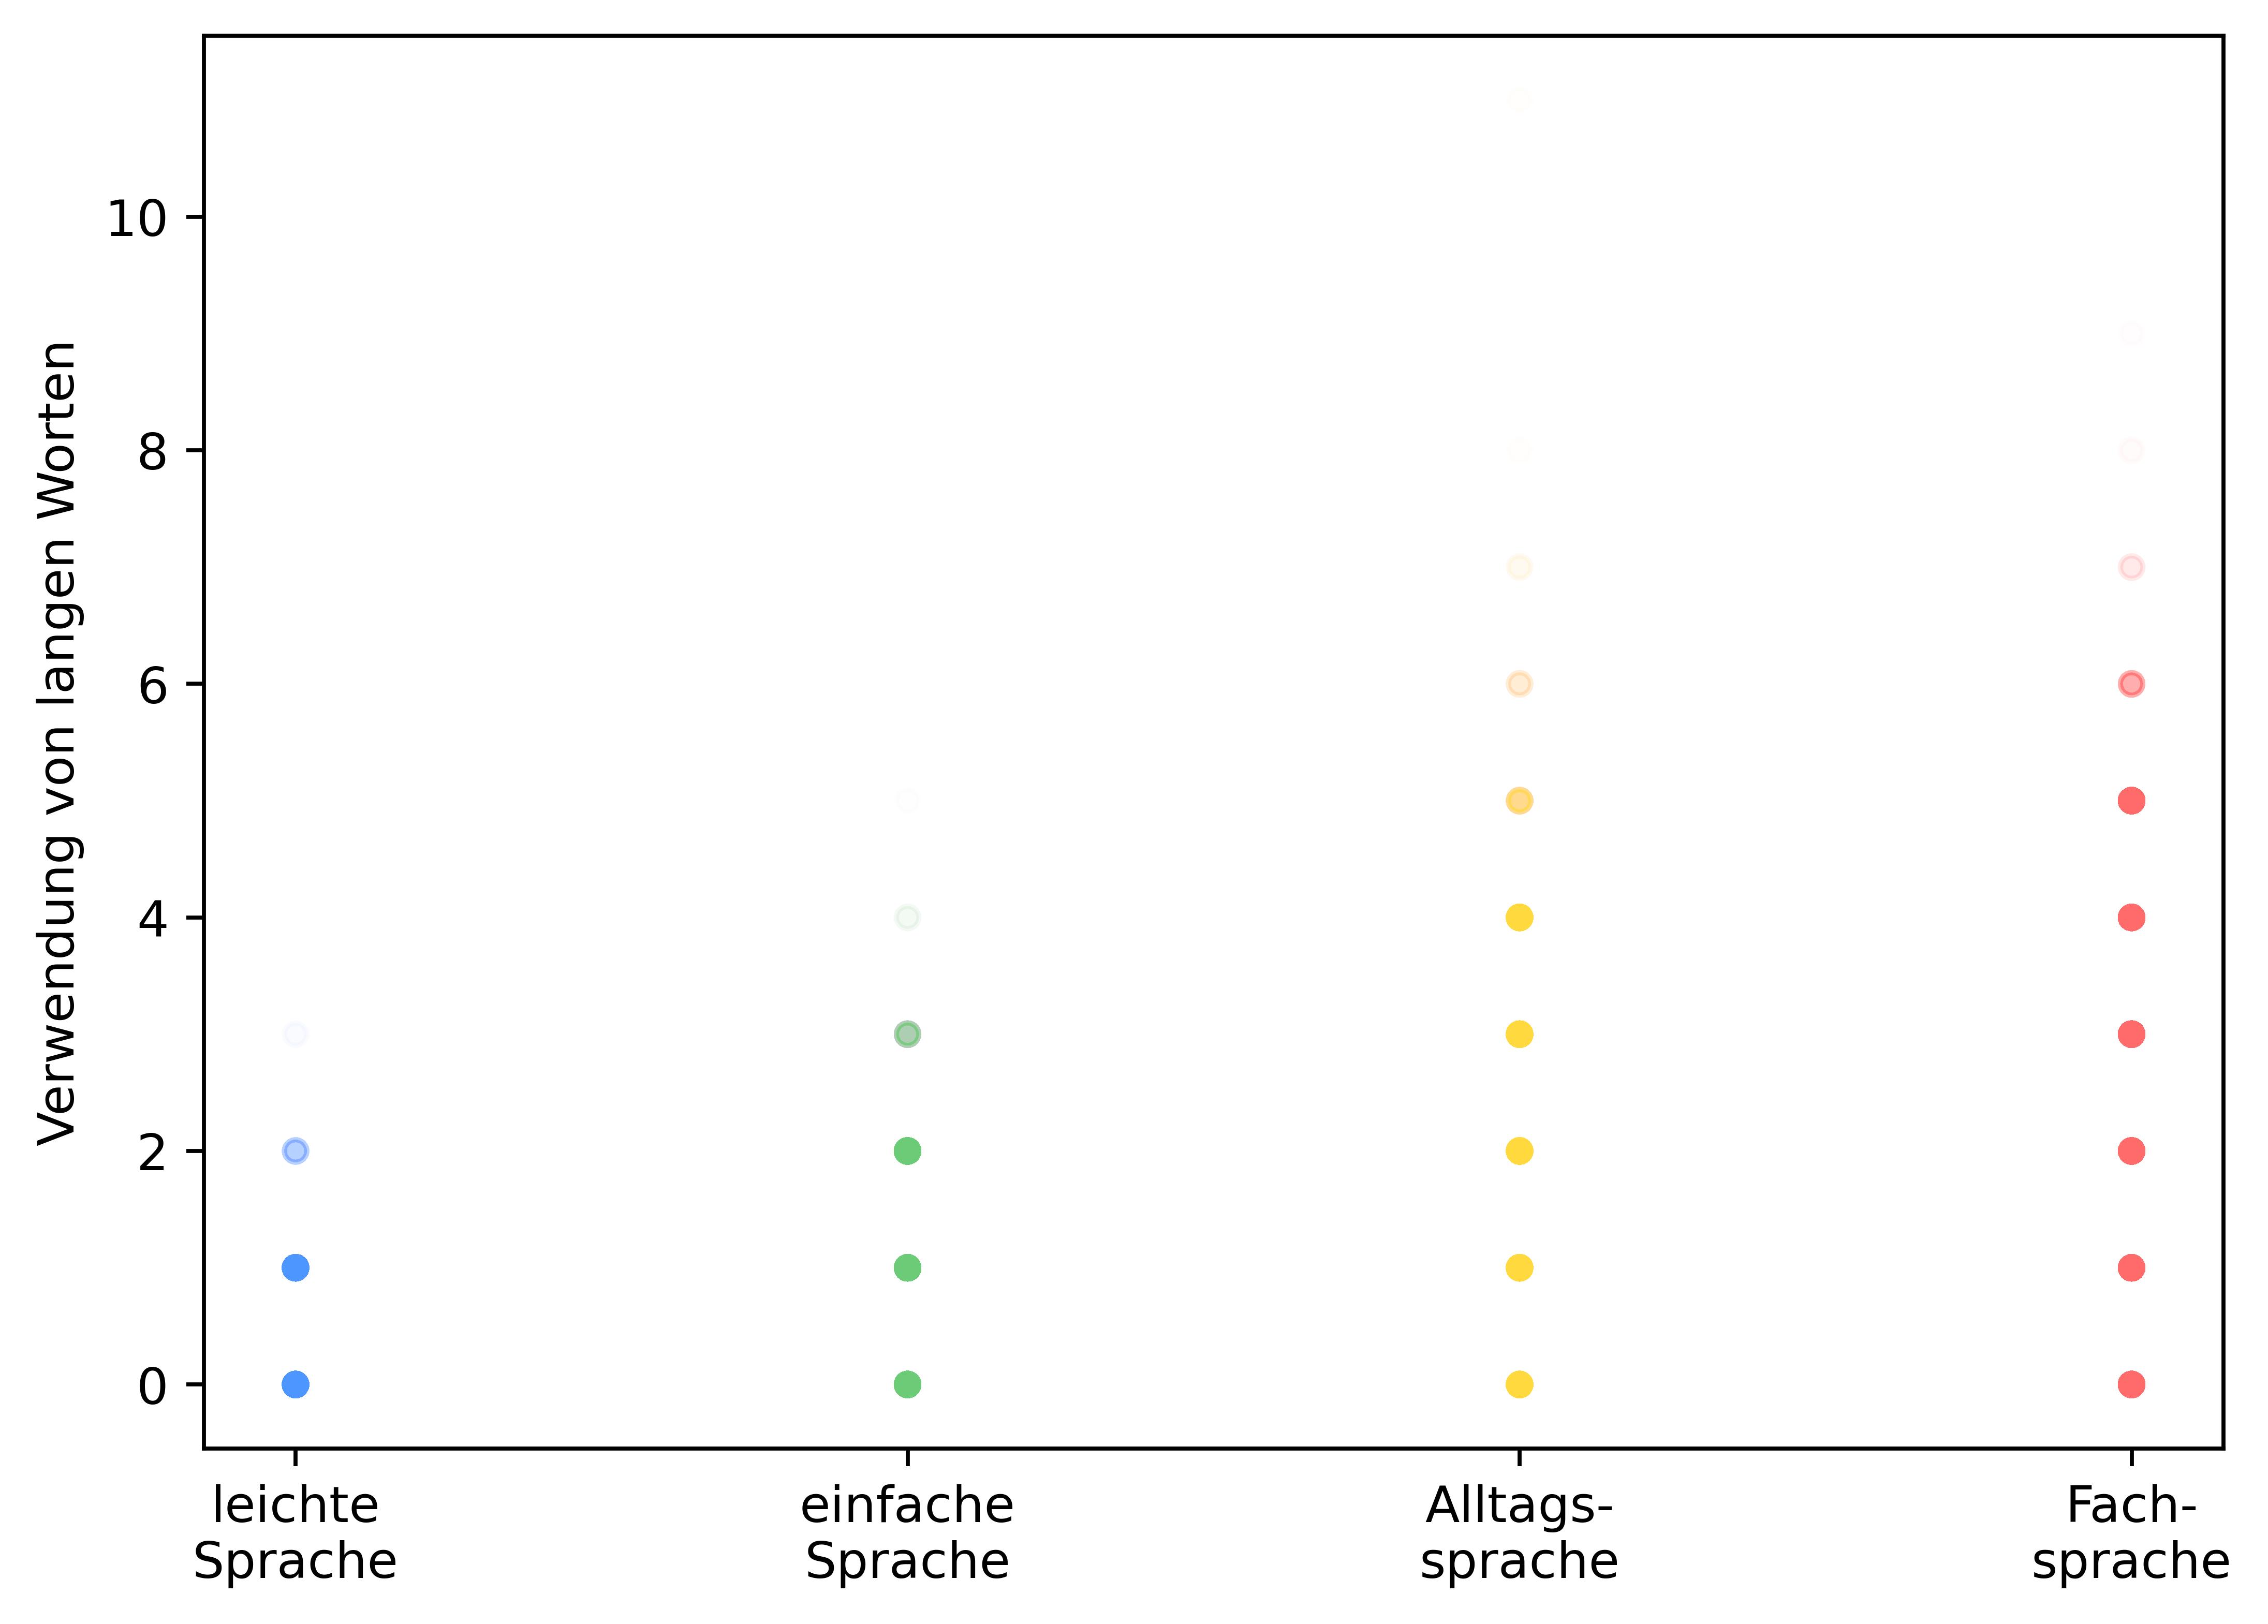 Verwendung von langen Worten
10
8
6
4
2
0
leichte
Sprache
einfache
Sprache
Alltags-
sprache
Fach-
sprache